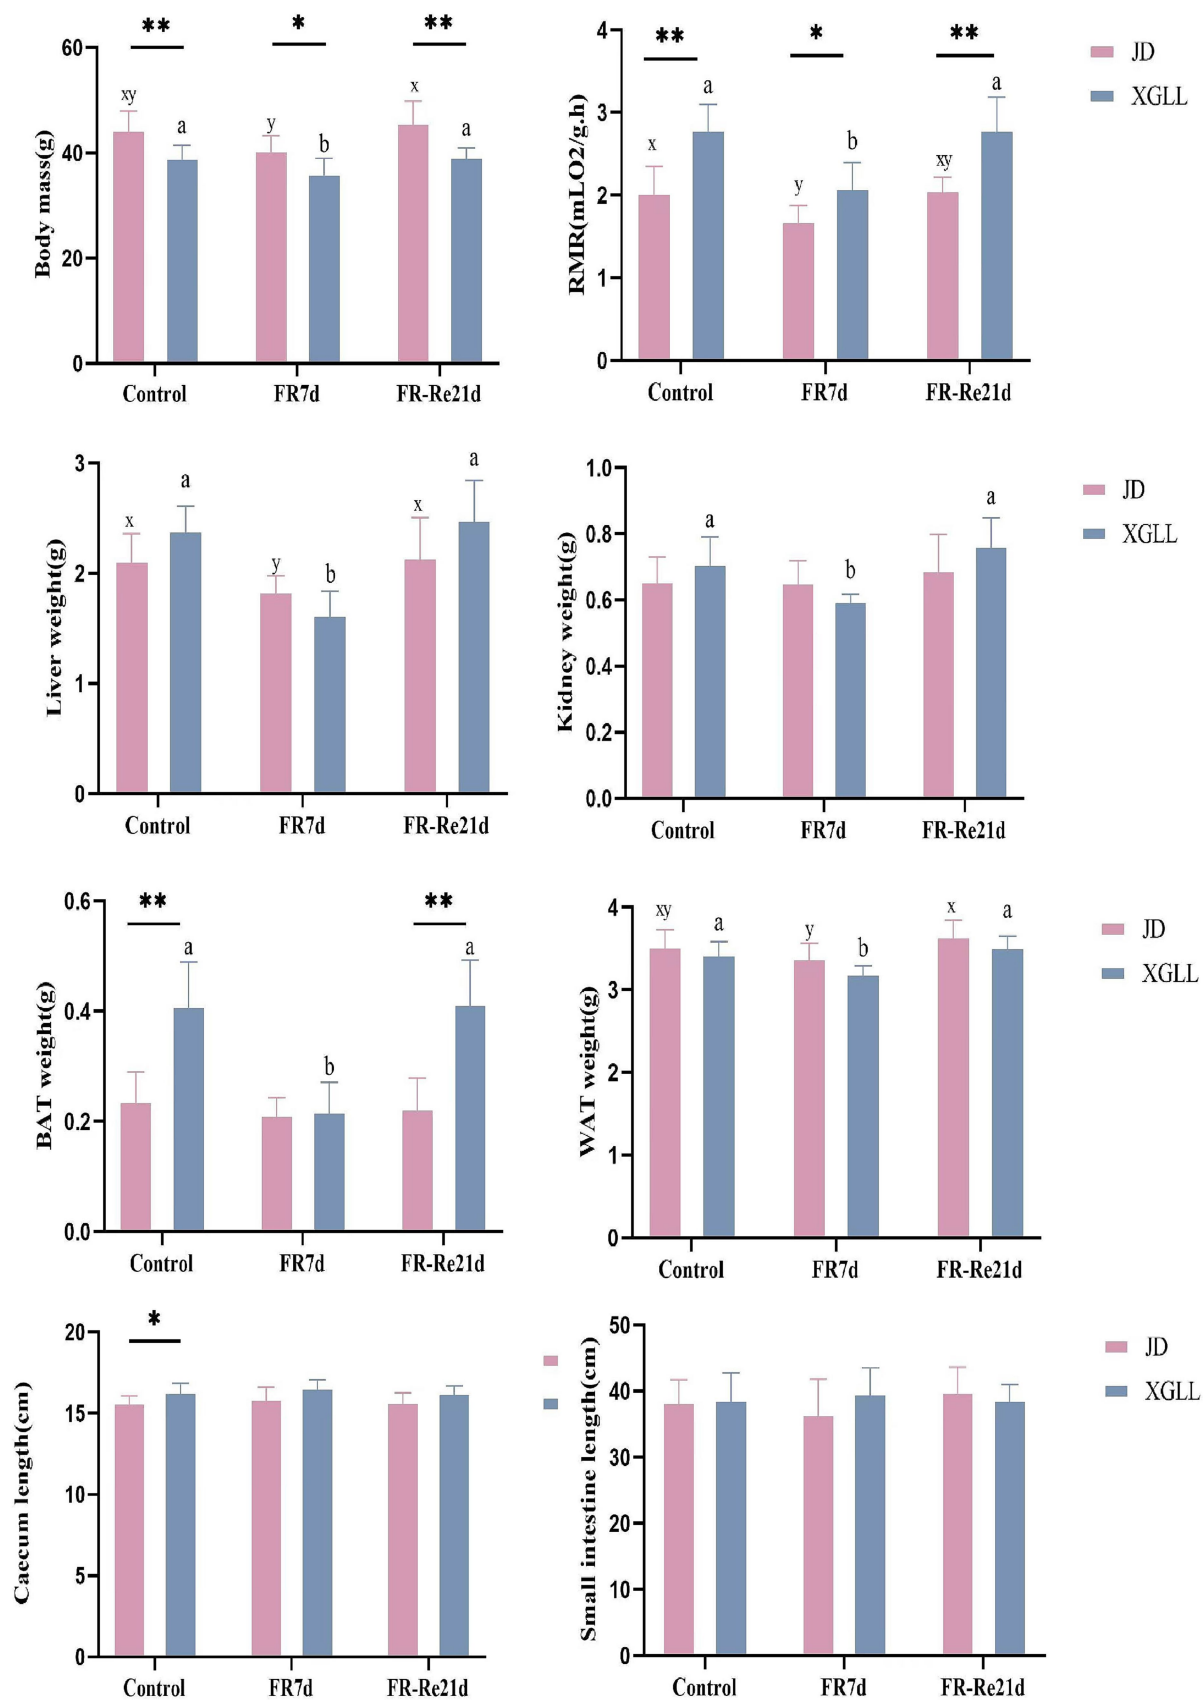 ** * **
60
40
20
0
Body mass(g)
xy a y b x a
Control FR7d FR-Re21d
** * **
4
3
2
1
0
RMR(mLO2/g.h)
x a y b xy a
Control FR7d FR-Re21d
JD
XGLL
3
2
1
0
Liver weight(g)
x a y b x a
Control FR7d FR-Re21d
1.0
0.8
0.6
0.4
0.2
0.0
Kidney weight(g)
a b a
Control FR7d FR-Re21d
JD
XGLL
** **
0.6
0.4
0.2
0.0
BAT weight(g)
a b a
Control FR7d FR-Re21d
4
3
2
1
0
WAT weight(g)
xy a y b x a
Control FR7d FR-Re21d
JD
XGLL
*
20
15
10
5
0
Caecum length(cm)
Control FR7d FR-Re21d
50
40
30
20
10
0
Small intestine length(cm)
Control FR7d FR-Re21d
JD
XGLL